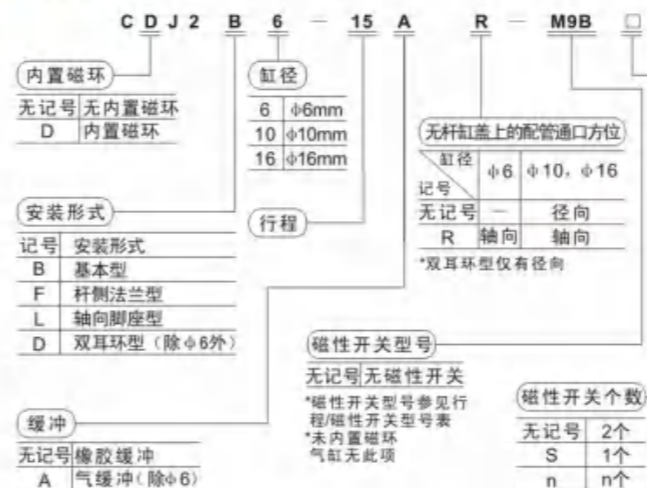 C D J 2 B 6 — 15 A R — M9B □
内置磁环
无记号 无内置磁环
D 内置磁环
缸径
6 φ6mm
10 φ10mm
16 φ16mm
无杆缸盖上的配管通口方位
缸径 φ6 φ10，φ16
记号
无记号 — 径向
R 轴向 轴向
*双耳环型仅有径向
安装形式
记号 安装形式
B 基本型
F 杆侧法兰型
L 轴向脚座型
D 双耳环型（除φ6外）
行程
磁性开关型号
无记号 无磁性开关
*磁性开关型号参见行
程/磁性开关型号表
*未内置磁环
气缸无此项
磁性开关个数
无记号 2个
S 1个
n n个
缓冲
无记号 橡胶缓冲
A 气缓冲（除φ6）